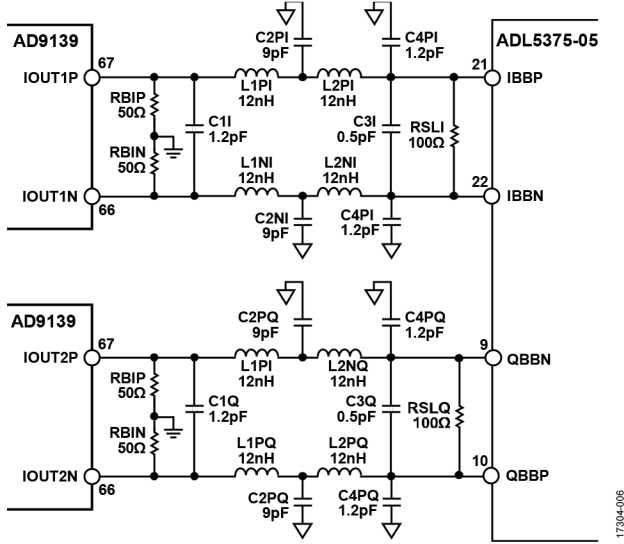 AD9139
ADL5375-05
C2PI
9pF
C4PI
1.2pF
IOUT1P
67
21
IBBP
L1PI
12nH
L2PI
12nH
RBIP
50Ω
C1I
1.2pF
C3I
0.5pF
RSLI
100Ω
RBIN
50Ω
L1NI
12nH
L2NI
12nH
22
IOUT1N
66
IBBN
C2NI
9pF
C4PI
1.2pF
AD9139
C2PQ
9pF
C4PQ
1.2pF
IOUT2P
67
9
QBBN
L1PI
12nH
L2NQ
12nH
RBIP
50Ω
C1Q
1.2pF
C3Q
0.5pF
RSLQ
100Ω
RBIN
50Ω
L1PQ
12nH
L2PQ
12nH
10
IOUT2N
66
QBBP
C2PQ
9pF
C4PQ
1.2pF
17304-006